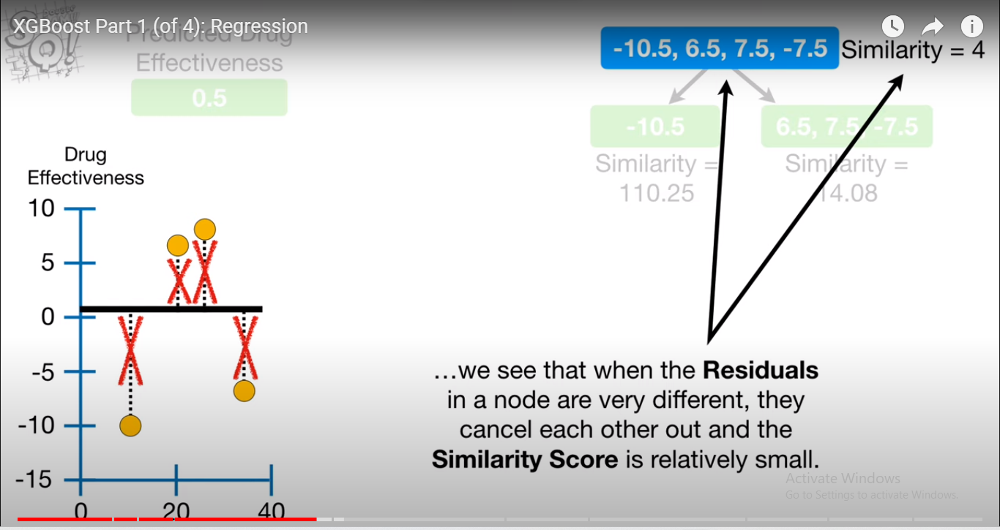 XGBoost Part 1 (of 4): Regression
SQ!
Predicted Drug
Effectiveness
0.5
-10.5, 6.5, 7.5, -7.5 Similarity = 4
-10.5
6.5, 7.5, -7.5
Similarity =
110.25
Similarity =
14.08
Drug
Effectiveness
10
5
0
-5
-10
-15
0 20 40
...we see that when the Residuals
in a node are very different, they
cancel each other out and the
Similarity Score is relatively small.
Activate Windows
Go to Settings to activate Windows.